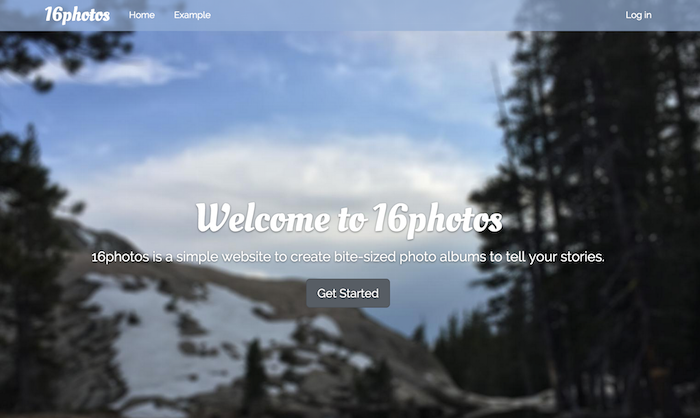 16photos Home Example Log in
Welcome to 16photos
16photos is a simple website to create bite-sized photo albums to tell your stories.
Get Started